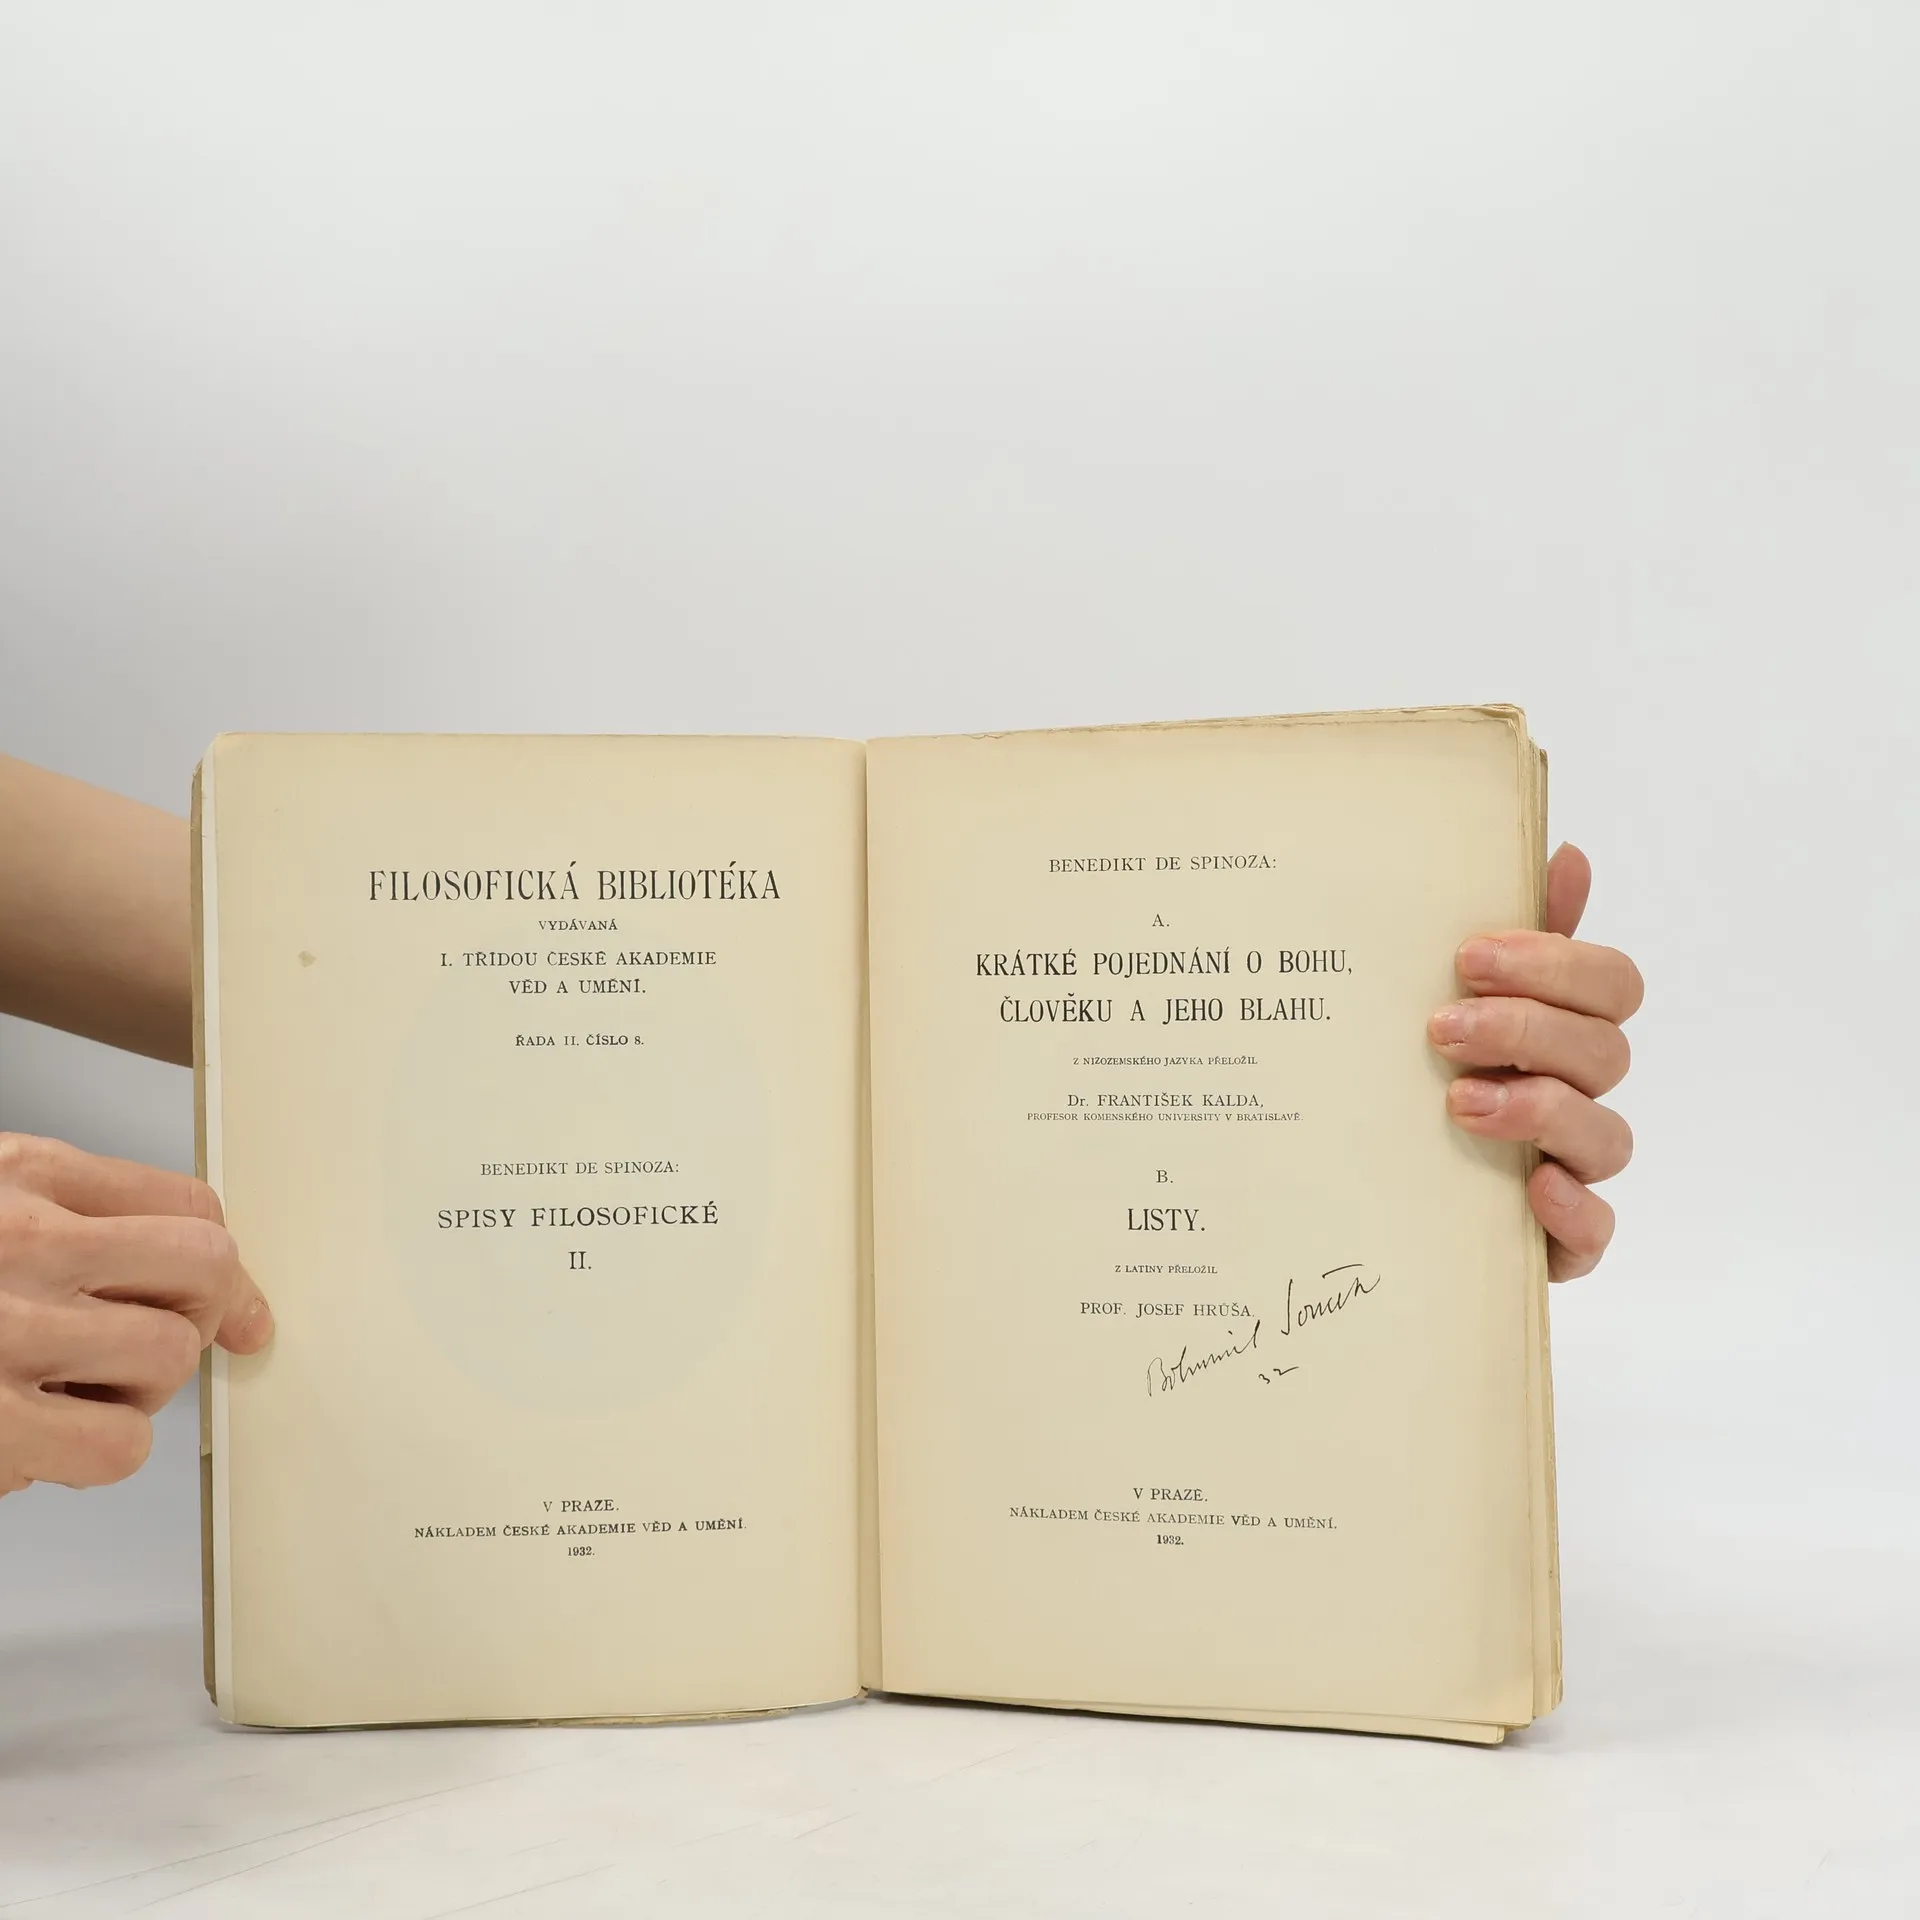 FILOSOFICKÁ BIBLIOTÉKA
VYDÁVANÁ
I. TŘÍDOU ČESKÉ AKADEMIE
VĚD A UMĚNÍ.
ŘADA II. ČÍSLO 8.
BENEDIKT DE SPINOZA:
SPISY FILOSOFICKÉ
II.
V PRAZE.
NÁKLADEM ČESKÉ AKADEMIE VĚD A UMĚNÍ.
1932.
BENEDIKT DE SPINOZA:
A.
KRÁTKÉ POJEDNÁNÍ O BOHU,
ČLOVĚKU A JEHO BLAHU.
Z NIZOZEMSKÉHO JAZYKA PŘELOŽIL
Dr. FRANTIŠEK KALDA,
PROFESOR KOMENSKÉHO UNIVERSITY V BRATISLAVĚ.
B.
LISTY.
Z LATINY PŘELOŽIL
PROF. JOSEF HRŮŠA.
Bohumil Souček
32
V PRAZE.
NÁKLADEM ČESKÉ AKADEMIE VĚD A UMĚNÍ.
1932.